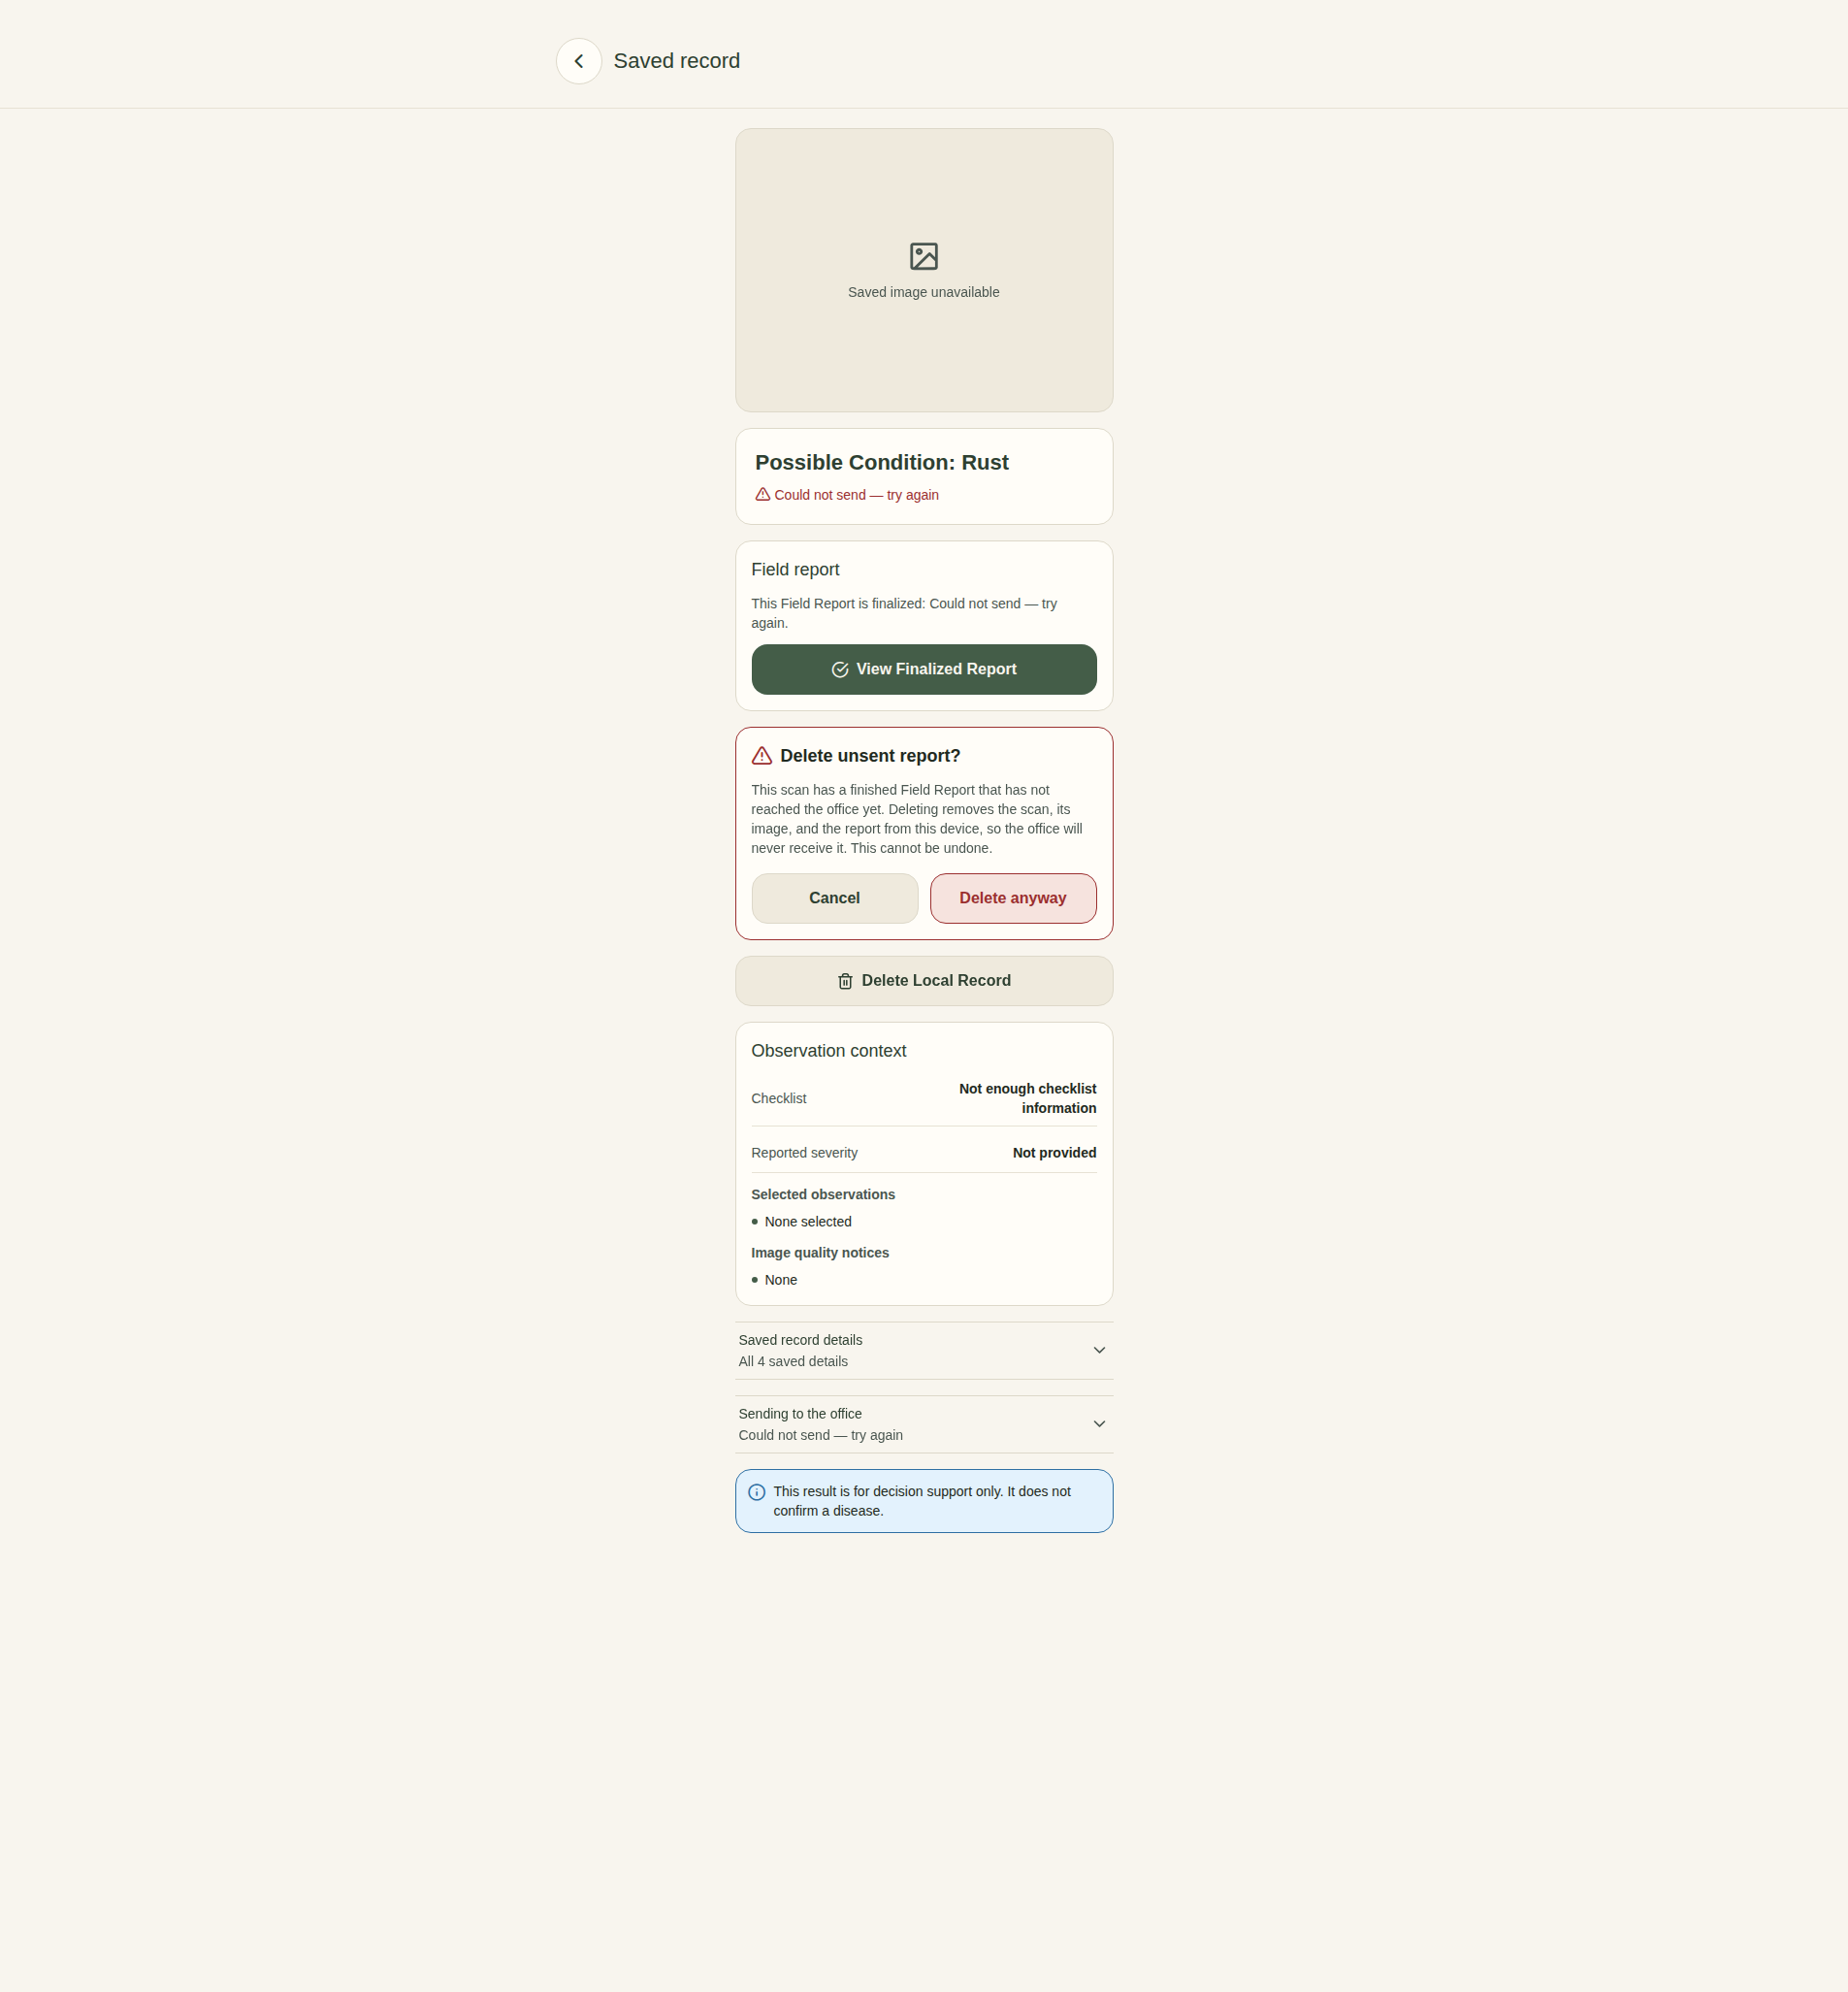 Saved record
Saved image unavailable
Possible Condition: Rust
Could not send — try again
Field report
This Field Report is finalized: Could not send — try
again.
View Finalized Report
Delete unsent report?
This scan has a finished Field Report that has not
reached the office yet. Deleting removes the scan, its
image, and the report from this device, so the office will
never receive it. This cannot be undone.
Cancel
Delete anyway
Delete Local Record
Observation context
Checklist
Not enough checklist
information
Reported severity
Not provided
Selected observations
None selected
Image quality notices
None
Saved record details
All 4 saved details
Sending to the office
Could not send — try again
This result is for decision support only. It does not
confirm a disease.